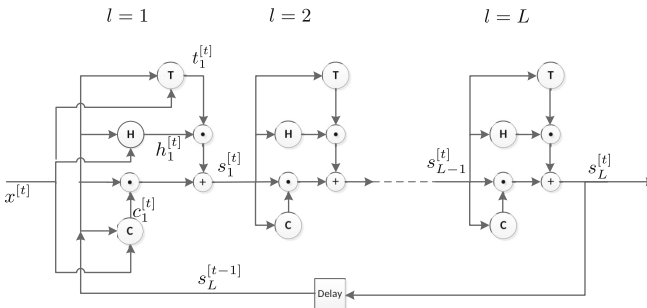 l = 1 l = 2 l = L
T t_1^{[t]} T T
H h_1^{[t]} • H • H •
x^{[t]} • + s_1^{[t]} • + s_{L-1}^{[t]} • + s_L^{[t]}
c_1^{[t]}
C C C
s_L^{[t-1]} Delay